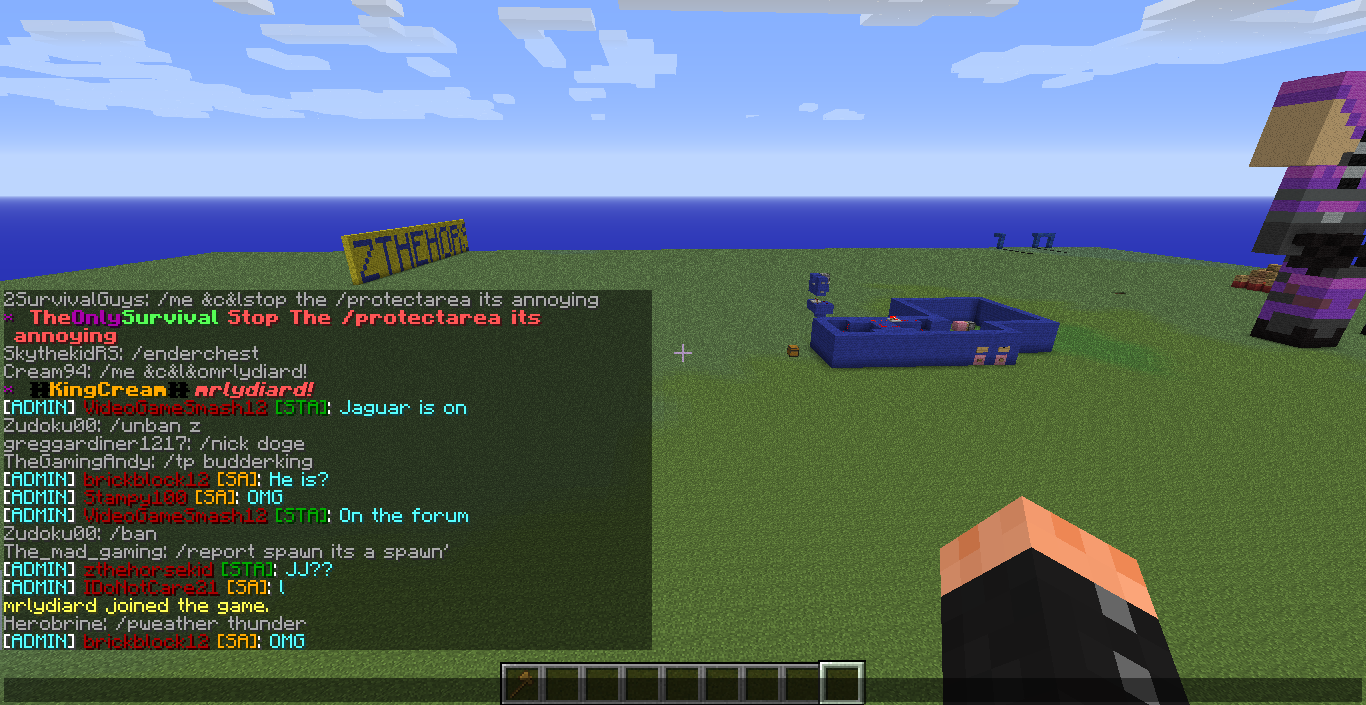 ZTHEHORS
2SurvivalGuys: /me &c&lstop the /protectarea its annoying
* TheOnlySurvival Stop The /protectarea its
annoying
SkythekidRS: /enderchest
Cream94: /me &c&l&omrlydiard!
* KingCream mrlydiard!
[ADMIN] VideoGameSmash12 [STA]: Jaguar is on
Zudoku00: /unban z
greggardiner1217: /nick doge
TheGamingAndy: /tp budderking
[ADMIN] brickblock12 [SA]: He is?
[ADMIN] Stampy100 [SA]: OMG
[ADMIN] VideoGameSmash12 [STA]: On the forum
Zudoku00: /ban
The_mad_gaming: /report spawn its a spawn'
[ADMIN] zthehorsekid [STA]: JJ??
[ADMIN] IDoNotCare21 [SA]: l
mrlydiard joined the game.
Herobrine: /pweather thunder
[ADMIN] brickblock12 [SA]: OMG